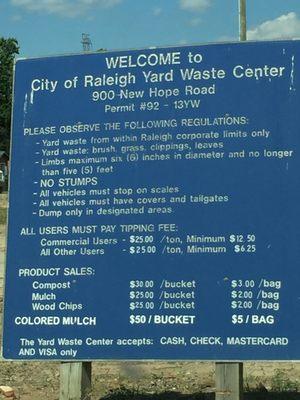 WELCOME to
City of Raleigh Yard Waste Center
900 New Hope Road
Permit #92 - 13YW
PLEASE OBSERVE THE FOLLOWING REGULATIONS:
- Yard waste from within Raleigh corporate limits only
- Yard waste: brush, grass, clippings, leaves
- Limbs maximum six (6) inches in diameter and no longer
than five (5) feet
- NO STUMPS
- All vehicles must stop on scales
- All vehicles must have covers and tailgates
- Dump only in designated areas
ALL USERS MUST PAY TIPPING FEE:
Commercial Users - $25.00 /ton, Minimum $12.50
All Other Users - $25.00 /ton, Minimum $6.25
PRODUCT SALES:
Compost $30.00 /bucket $3.00 /bag
Mulch $25.00 /bucket $2.00 /bag
Wood Chips $25.00 /bucket $2.00 /bag
COLORED MULCH $50 / BUCKET $5 / BAG
The Yard Waste Center accepts: CASH, CHECK, MASTERCARD
AND VISA only